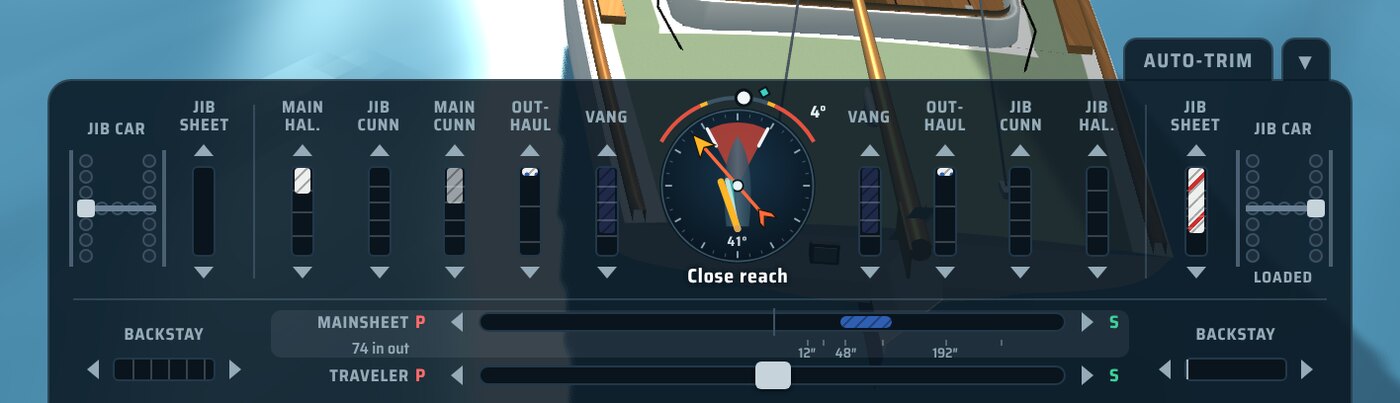 AUTO-TRIM ▼
JIB CAR
JIB
SHEET
MAIN
HAL.
JIB
CUNN
MAIN
CUNN
OUT-
HAUL
VANG
4°
VANG
OUT-
HAUL
JIB
CUNN
JIB
HAL.
JIB
SHEET
JIB CAR
41°
Close reach
LOADED
BACKSTAY
MAINSHEET P
S
74 in out
12" 48" 192"
TRAVELER P
S
BACKSTAY